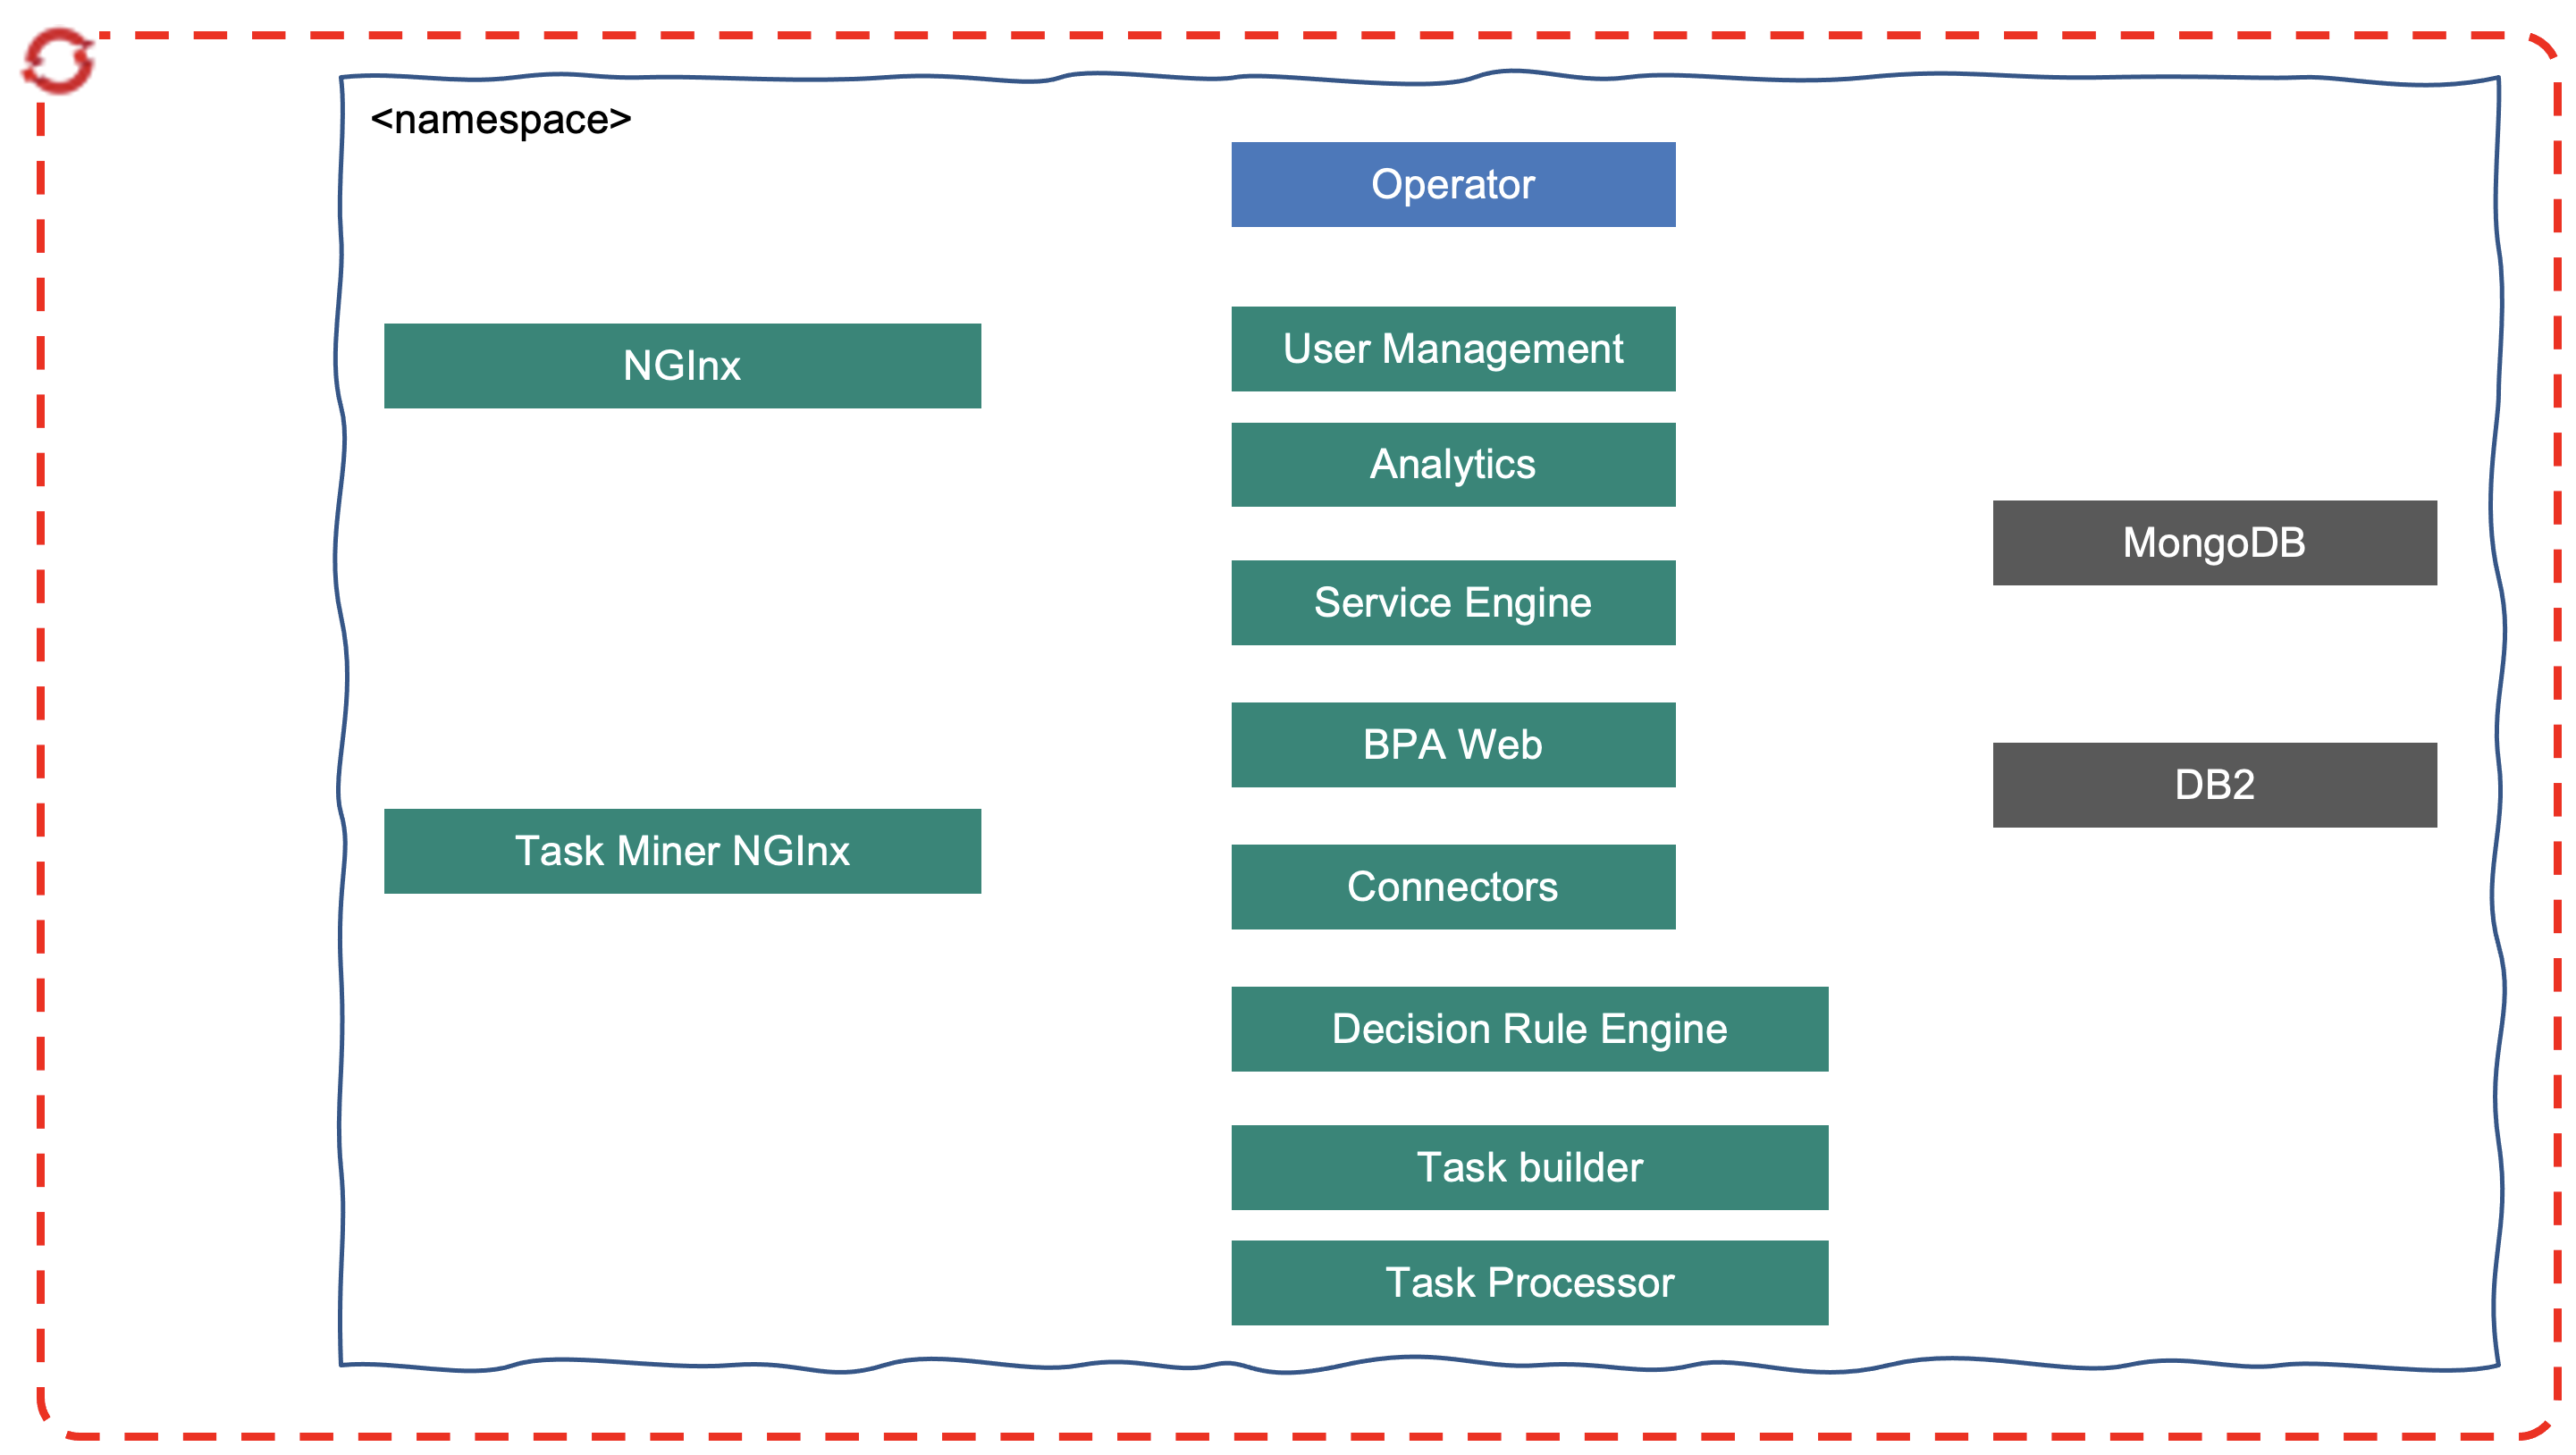 <namespace>
Operator
NGInx
User Management
Analytics
Service Engine
MongoDB
BPA Web
DB2
Task Miner NGInx
Connectors
Decision Rule Engine
Task builder
Task Processor